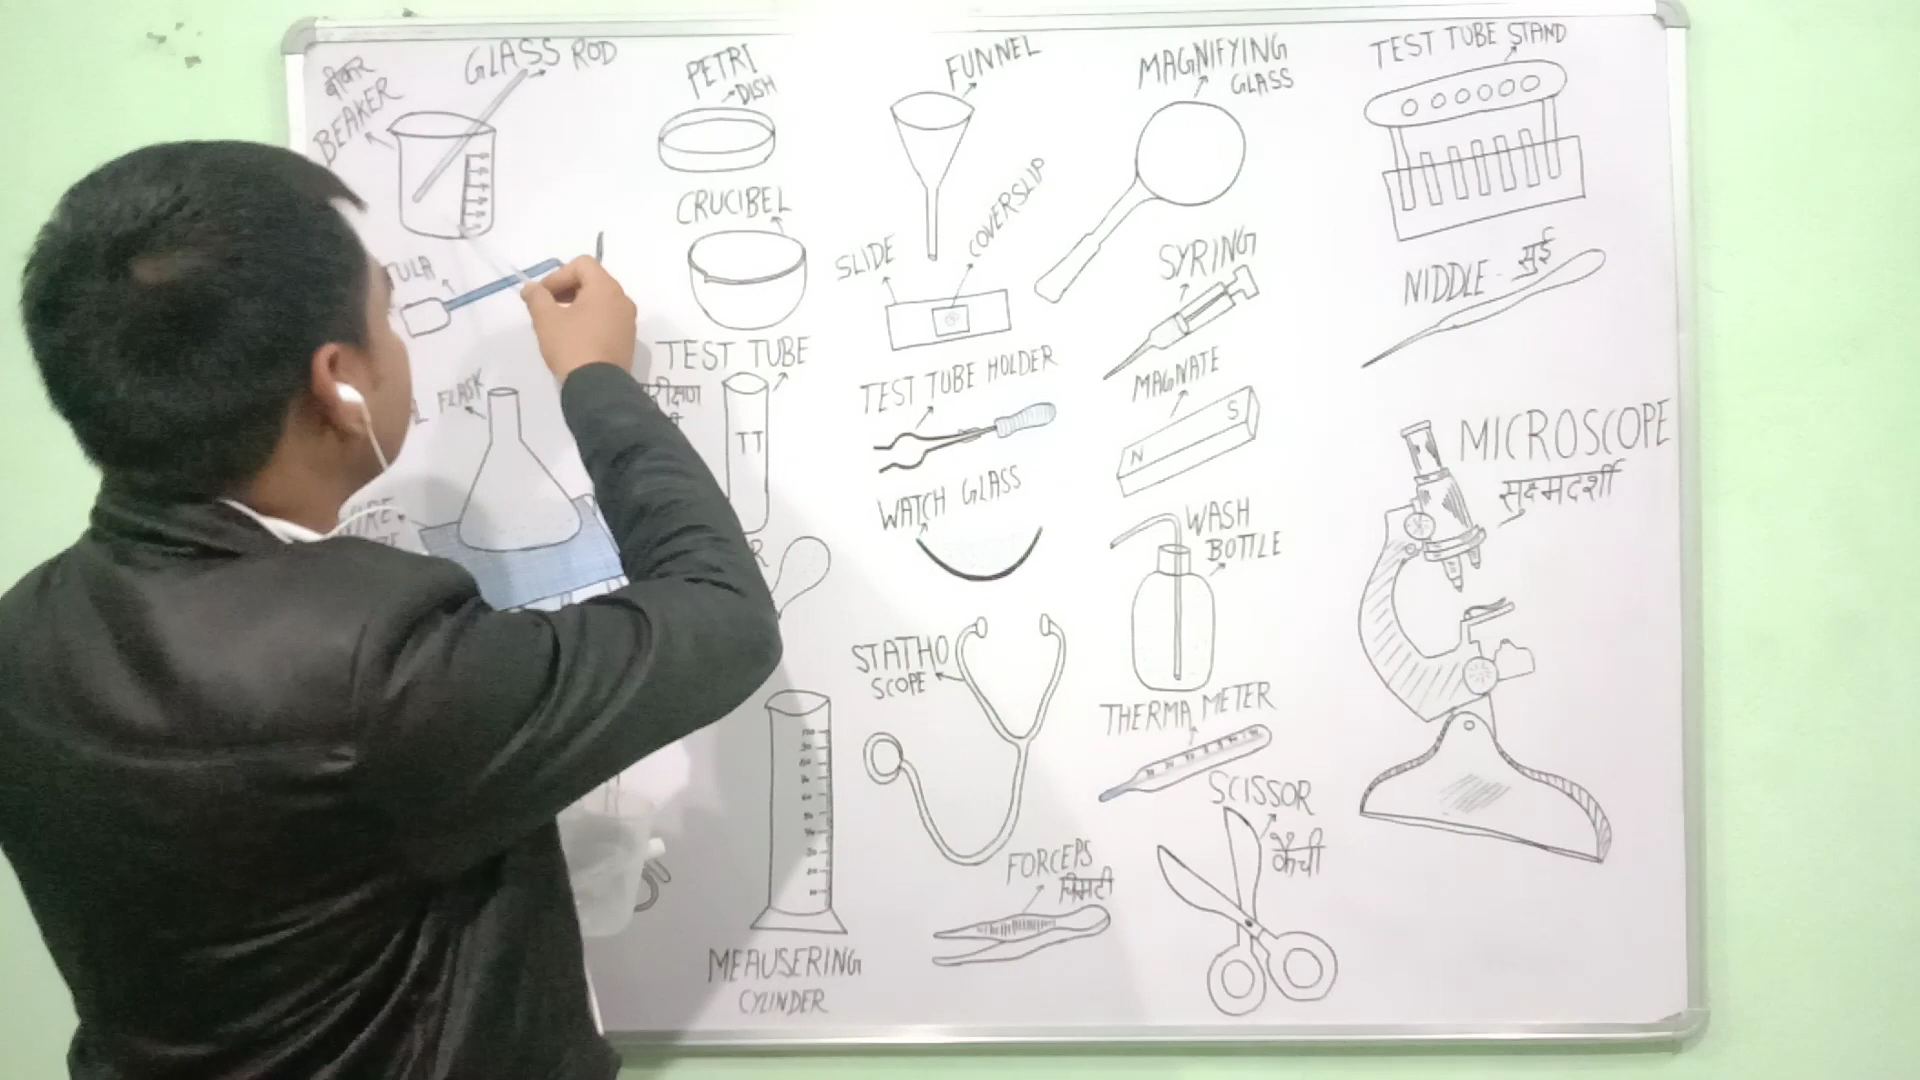 बीकर
BEAKER
GLASS ROD
PETRI
DISH
FUNNEL
MAGNIFYING
GLASS
TEST TUBE STAND
CRUCIBEL
SLIDE
COVERSLIP
SYRING
NIDDLE - सुई
TEST TUBE
TT
TEST TUBE HOLDER
MAGNATE
N
S
FLASK
WATCH GLASS
WASH
BOTTLE
MICROSCOPE
सुक्ष्मदर्शी
STATHO
SCOPE
THERMA METER
SCISSOR
कैंची
FORCEPS
चिमटी
MEAUSERING
CYLINDER